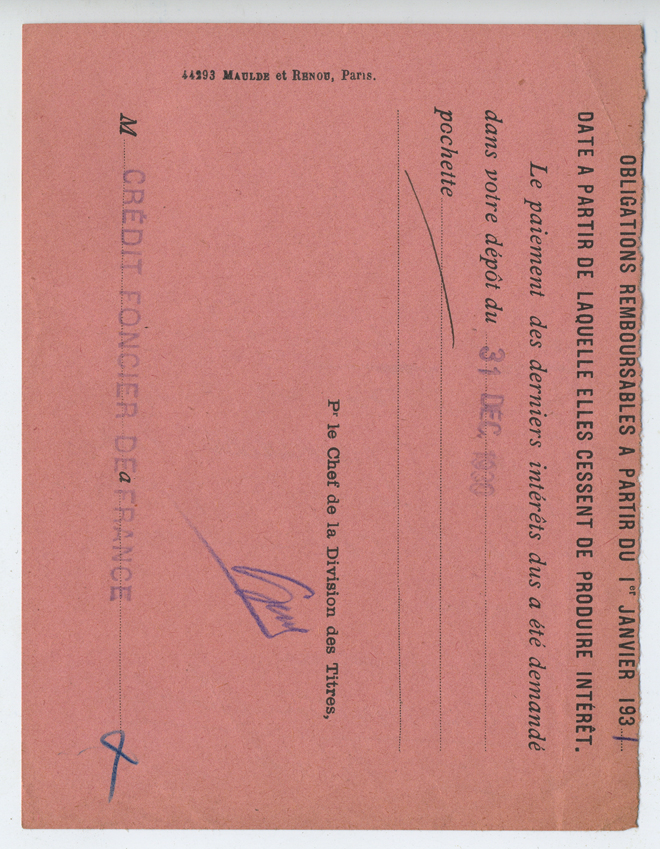 OBLIGATIONS REMBOURSABLES A PARTIR DU 1er JANVIER 1931
DATE A PARTIR DE LAQUELLE ELLES CESSENT DE PRODUIRE INTÉRÊT.
Le paiement des derniers intérêts dus a été demandé
dans votre dépôt du 31 DEC. 1930
pochette
Pr le Chef de la Division des Titres,
M CRÉDIT FONCIER DE FRANCE a
44293 MAULDE et RENOU, Paris.